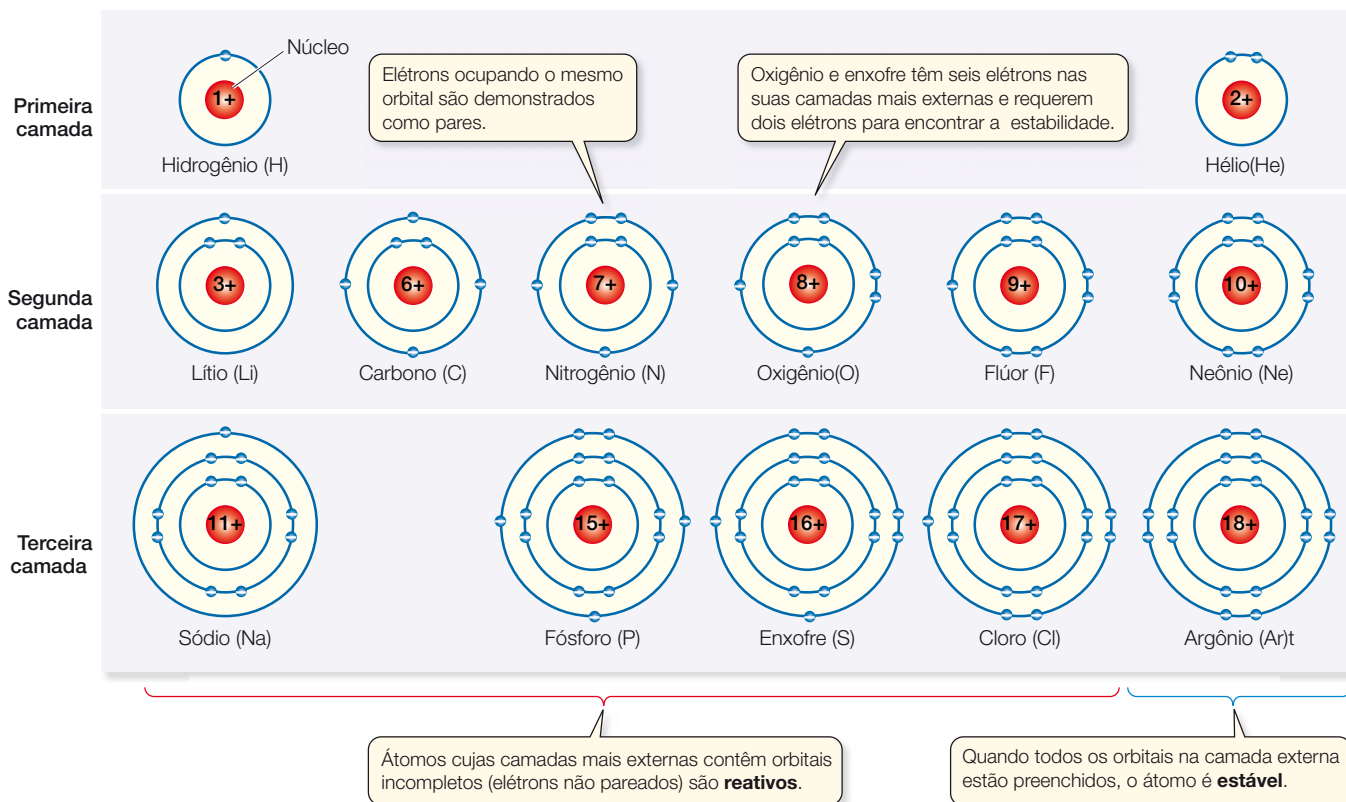 Núcleo
Elétrons ocupando o mesmo
orbital são demonstrados
como pares.
Oxigênio e enxofre têm seis elétrons nas
suas camadas mais externas e requerem
dois elétrons para encontrar a estabilidade.
Primeira
camada
1+
2+
Hidrogênio (H)
Hélio(He)
Segunda
camada
3+
6+
7+
8+
9+
10+
Lítio (Li)
Carbono (C)
Nitrogênio (N)
Oxigênio(O)
Flúor (F)
Neônio (Ne)
Terceira
camada
11+
15+
16+
17+
18+
Sódio (Na)
Fósforo (P)
Enxofre (S)
Cloro (Cl)
Argônio (Ar)t
Átomos cujas camadas mais externas contêm orbitais
incompletos (elétrons não pareados) são reativos.
Quando todos os orbitais na camada externa
estão preenchidos, o átomo é estável.